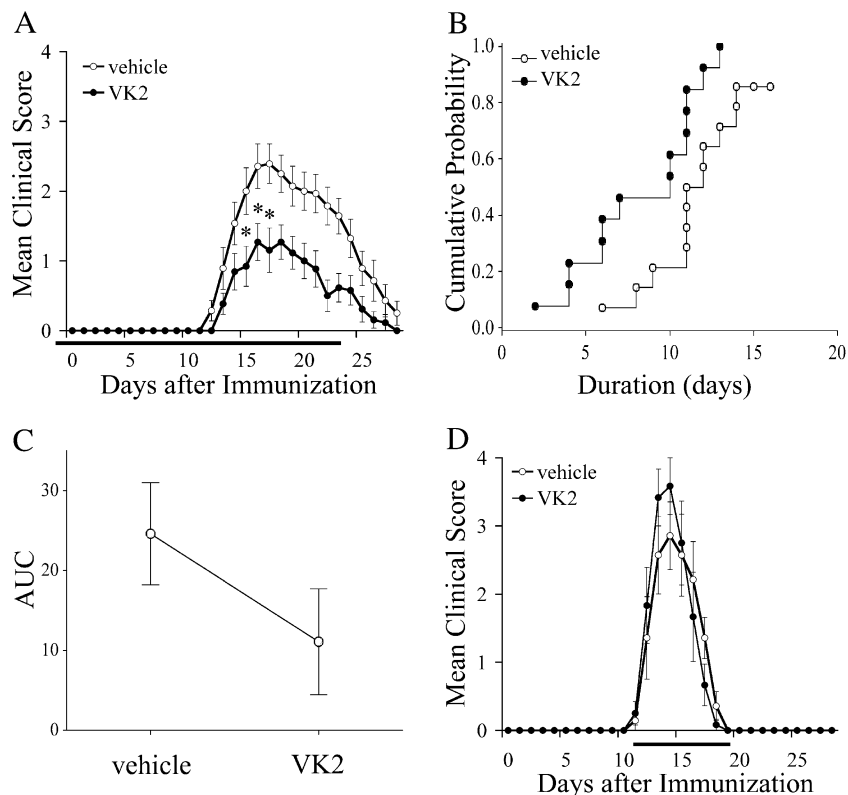 A
Mean Clinical Score
4
3
2
1
0
vehicle
VK2
*
*
*
0 5 10 15 20 25
Days after Immunization
B
Cumulative Probability
1.0
0.8
0.6
0.4
0.2
0.0
vehicle
VK2
0 5 10 15 20
Duration (days)
C
AUC
30
20
10
0
vehicle VK2
D
Mean Clinical Score
4
3
2
1
0
vehicle
VK2
0 5 10 15 20 25
Days after Immunization